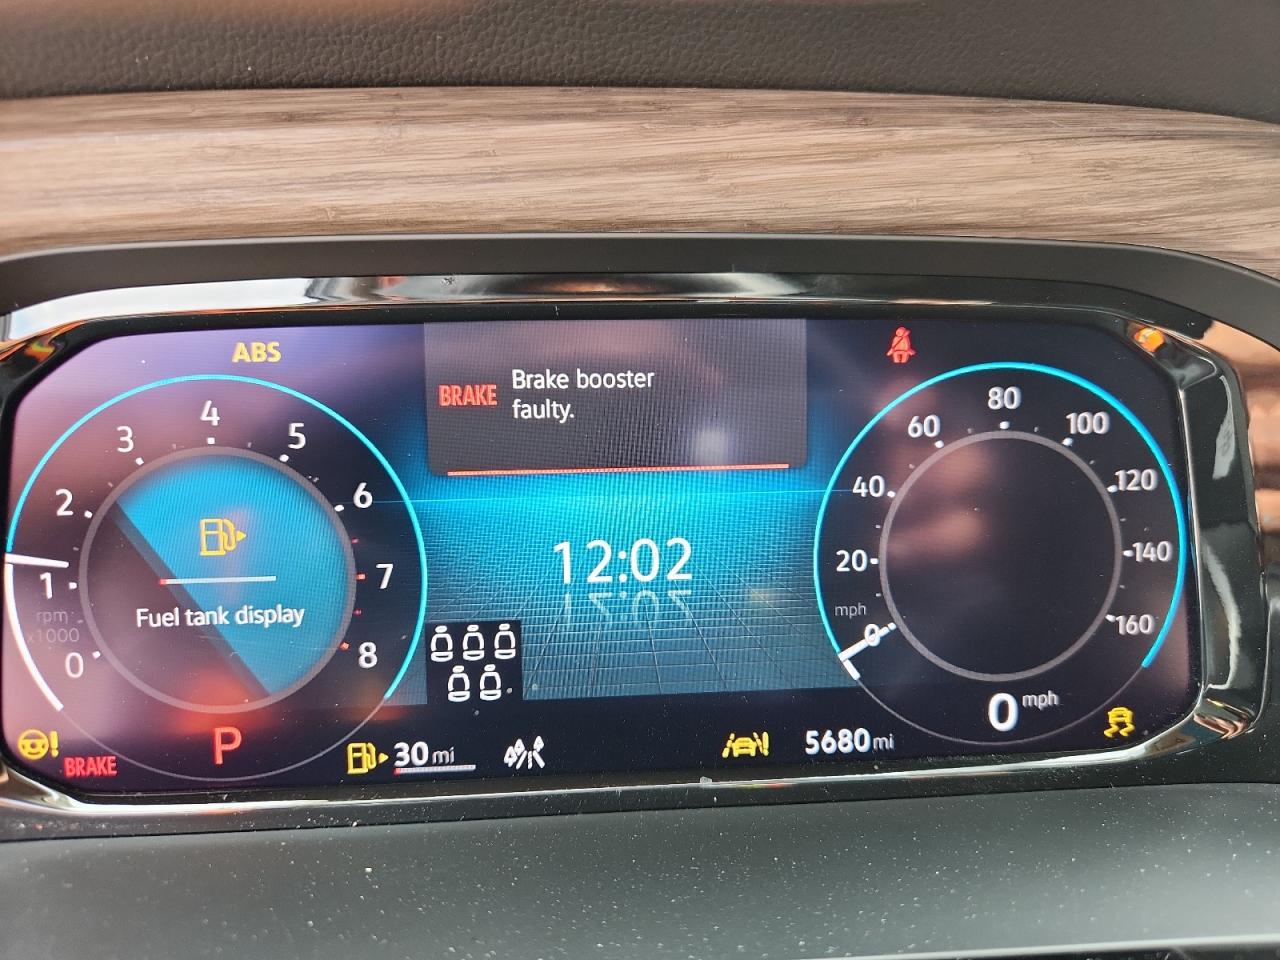 ABS
BRAKE
Brake booster
faulty.
0
1
2
3
4
5
6
7
8
rpm
x1000
Fuel tank display
12:02
12:02
0
20
40
60
80
100
120
140
160
mph
0 mph
BRAKE
P
30 mi
5680 mi